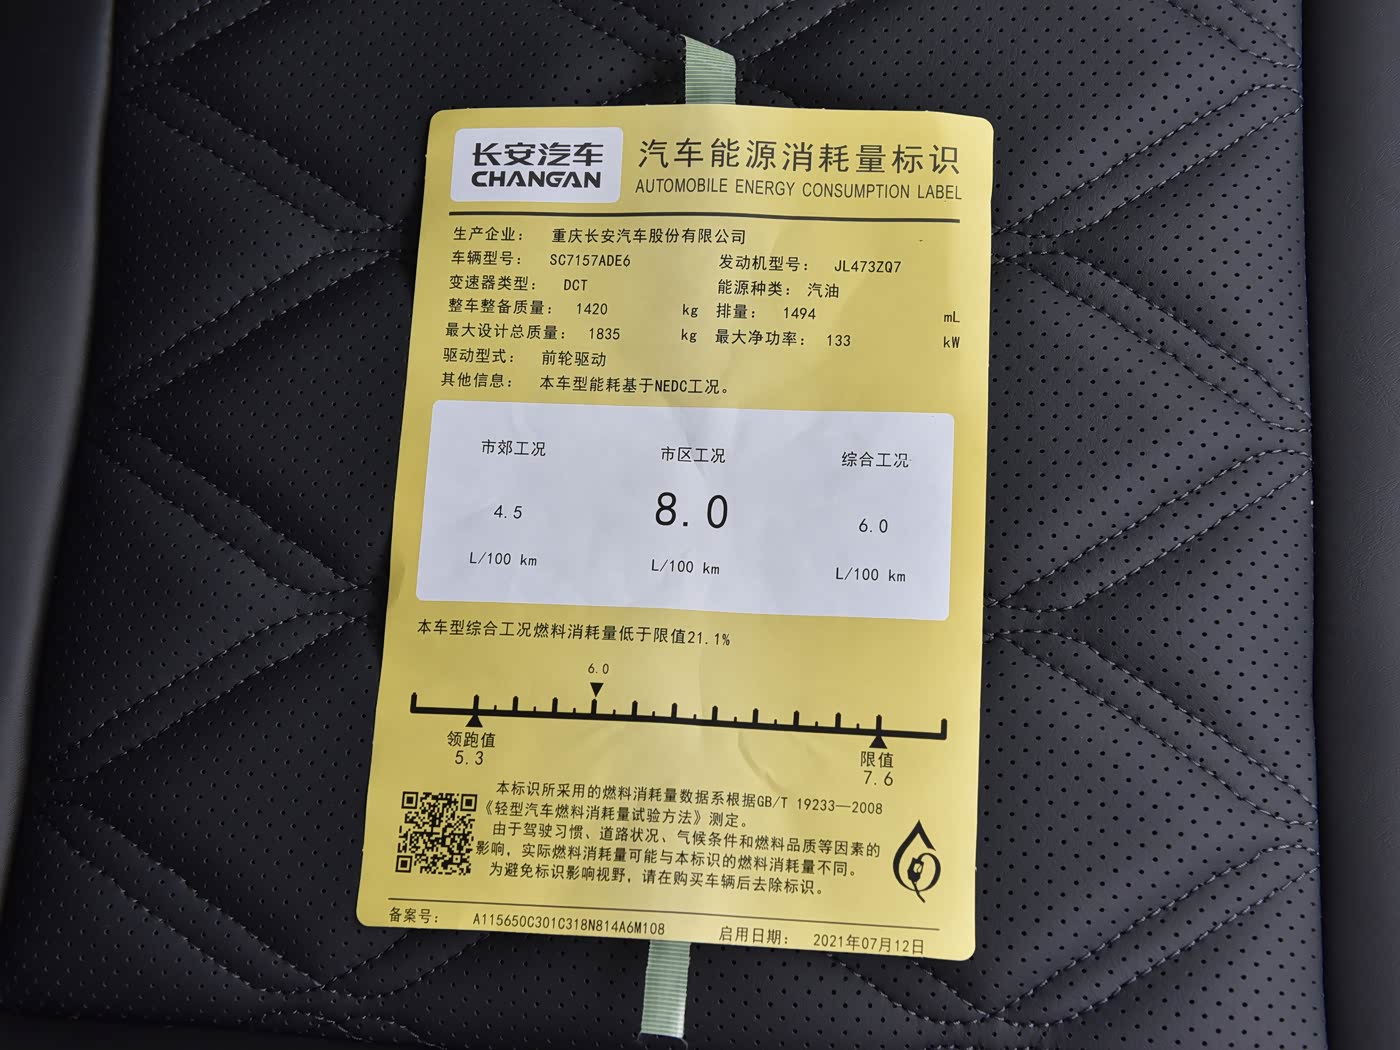 长安汽车
CHANGAN
汽车能源消耗量标识
AUTOMOBILE ENERGY CONSUMPTION LABEL
生产企业： 重庆长安汽车股份有限公司
车辆型号： SC7157ADE6 发动机型号： JL473ZQ7
变速器类型： DCT 能源种类： 汽油
整车整备质量： 1420 kg 排量： 1494 mL
最大设计总质量： 1835 kg 最大净功率： 133 kW
驱动型式： 前轮驱动
其他信息： 本车型能耗基于NEDC工况。
市郊工况 市区工况 综合工况
4.5 8.0 6.0
L/100 km L/100 km L/100 km
本车型综合工况燃料消耗量低于限值21.1%
6.0
领跑值 限值
5.3 7.6
本标识所采用的燃料消耗量数据系根据GB/T 19233—2008
《轻型汽车燃料消耗量试验方法》测定。
由于驾驶习惯、道路状况、气候条件和燃料品质等因素的
影响，实际燃料消耗量可能与本标识的燃料消耗量不同。
为避免标识影响视野，请在购买车辆后去除标识。
备案号： A115650C301C318N814A6M108 启用日期： 2021年07月12日